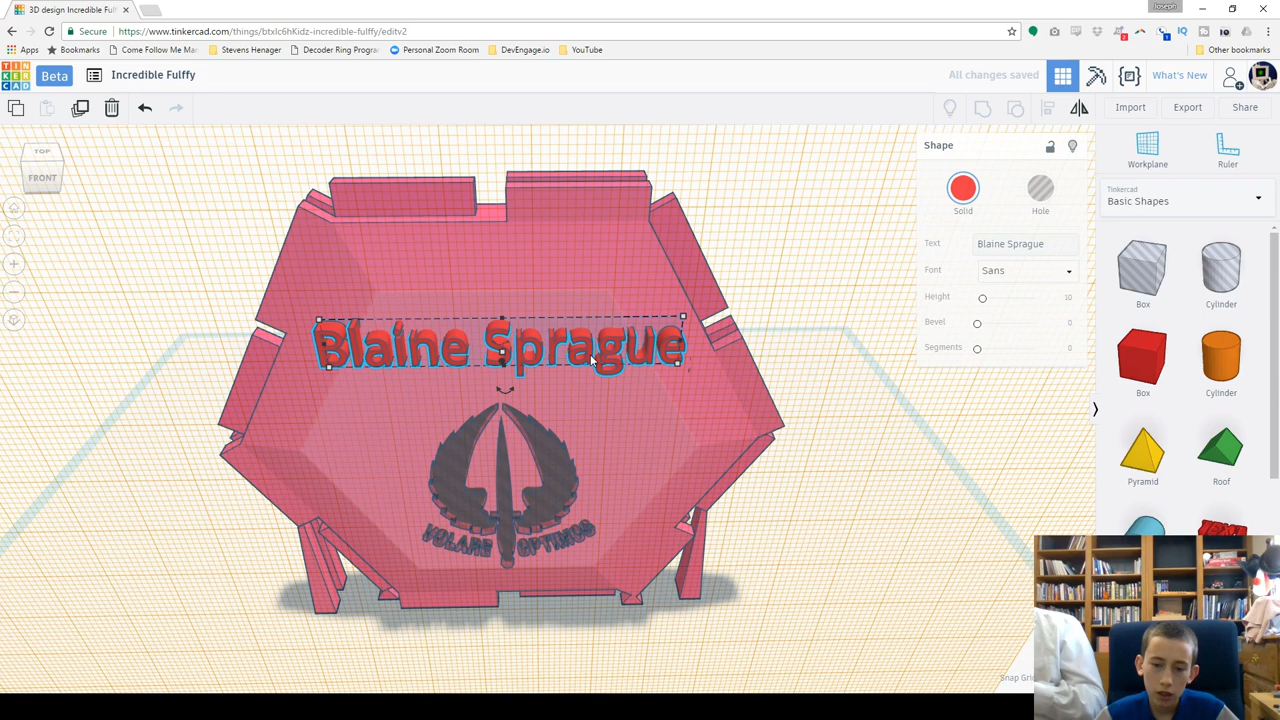 Joseph
3D design Incredible Fulf
Secure https://www.tinkercad.com/things/btxlc6hKidz-incredible-fulffy/editv2
Apps Bookmarks Come Follow Me Ma Stevens Henager Decoder Ring Progra Personal Zoom Room DevEngage.io YouTube Other bookmarks
TIN KER CAD Beta Incredible Fulffy All changes saved What's New
Import Export Share
TOP
FRONT
Shape
Solid Hole
Text Blaine Sprague
Font Sans
Height 10
Bevel 0
Segments 0
Workplane Ruler
Tinkercad
Basic Shapes
Box Cylinder
Box Cylinder
Pyramid Roof
Blaine Sprague
VOLARE OPTIMOS
Snap Gri